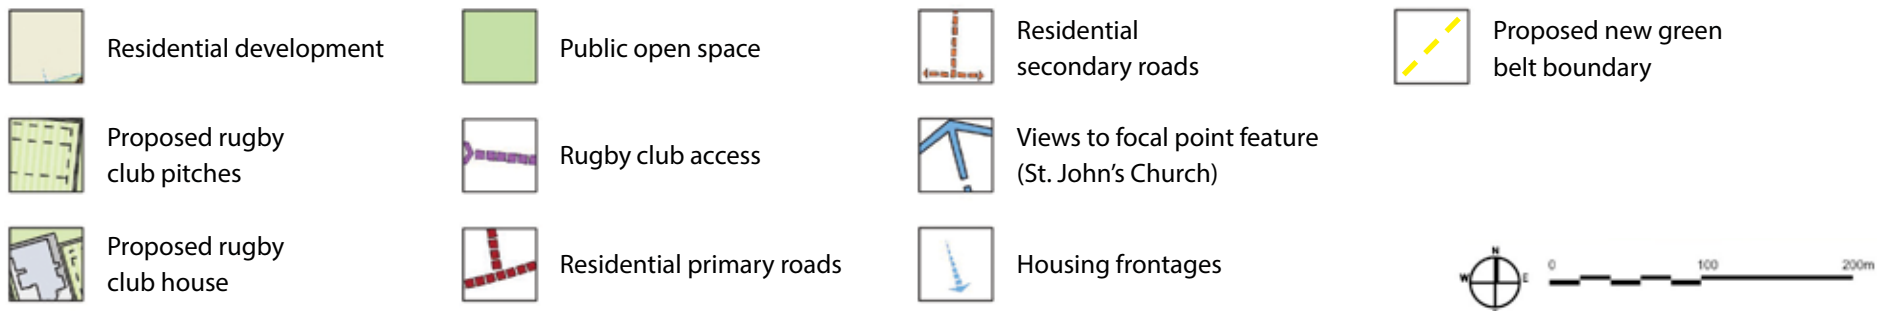 Residential development
Proposed rugby
club pitches
Proposed rugby
club house
Public open space
Rugby club access
Residential primary roads
Residential
secondary roads
Views to focal point feature
(St. John's Church)
Housing frontages
Proposed new green
belt boundary
N
W E
0 100 200m